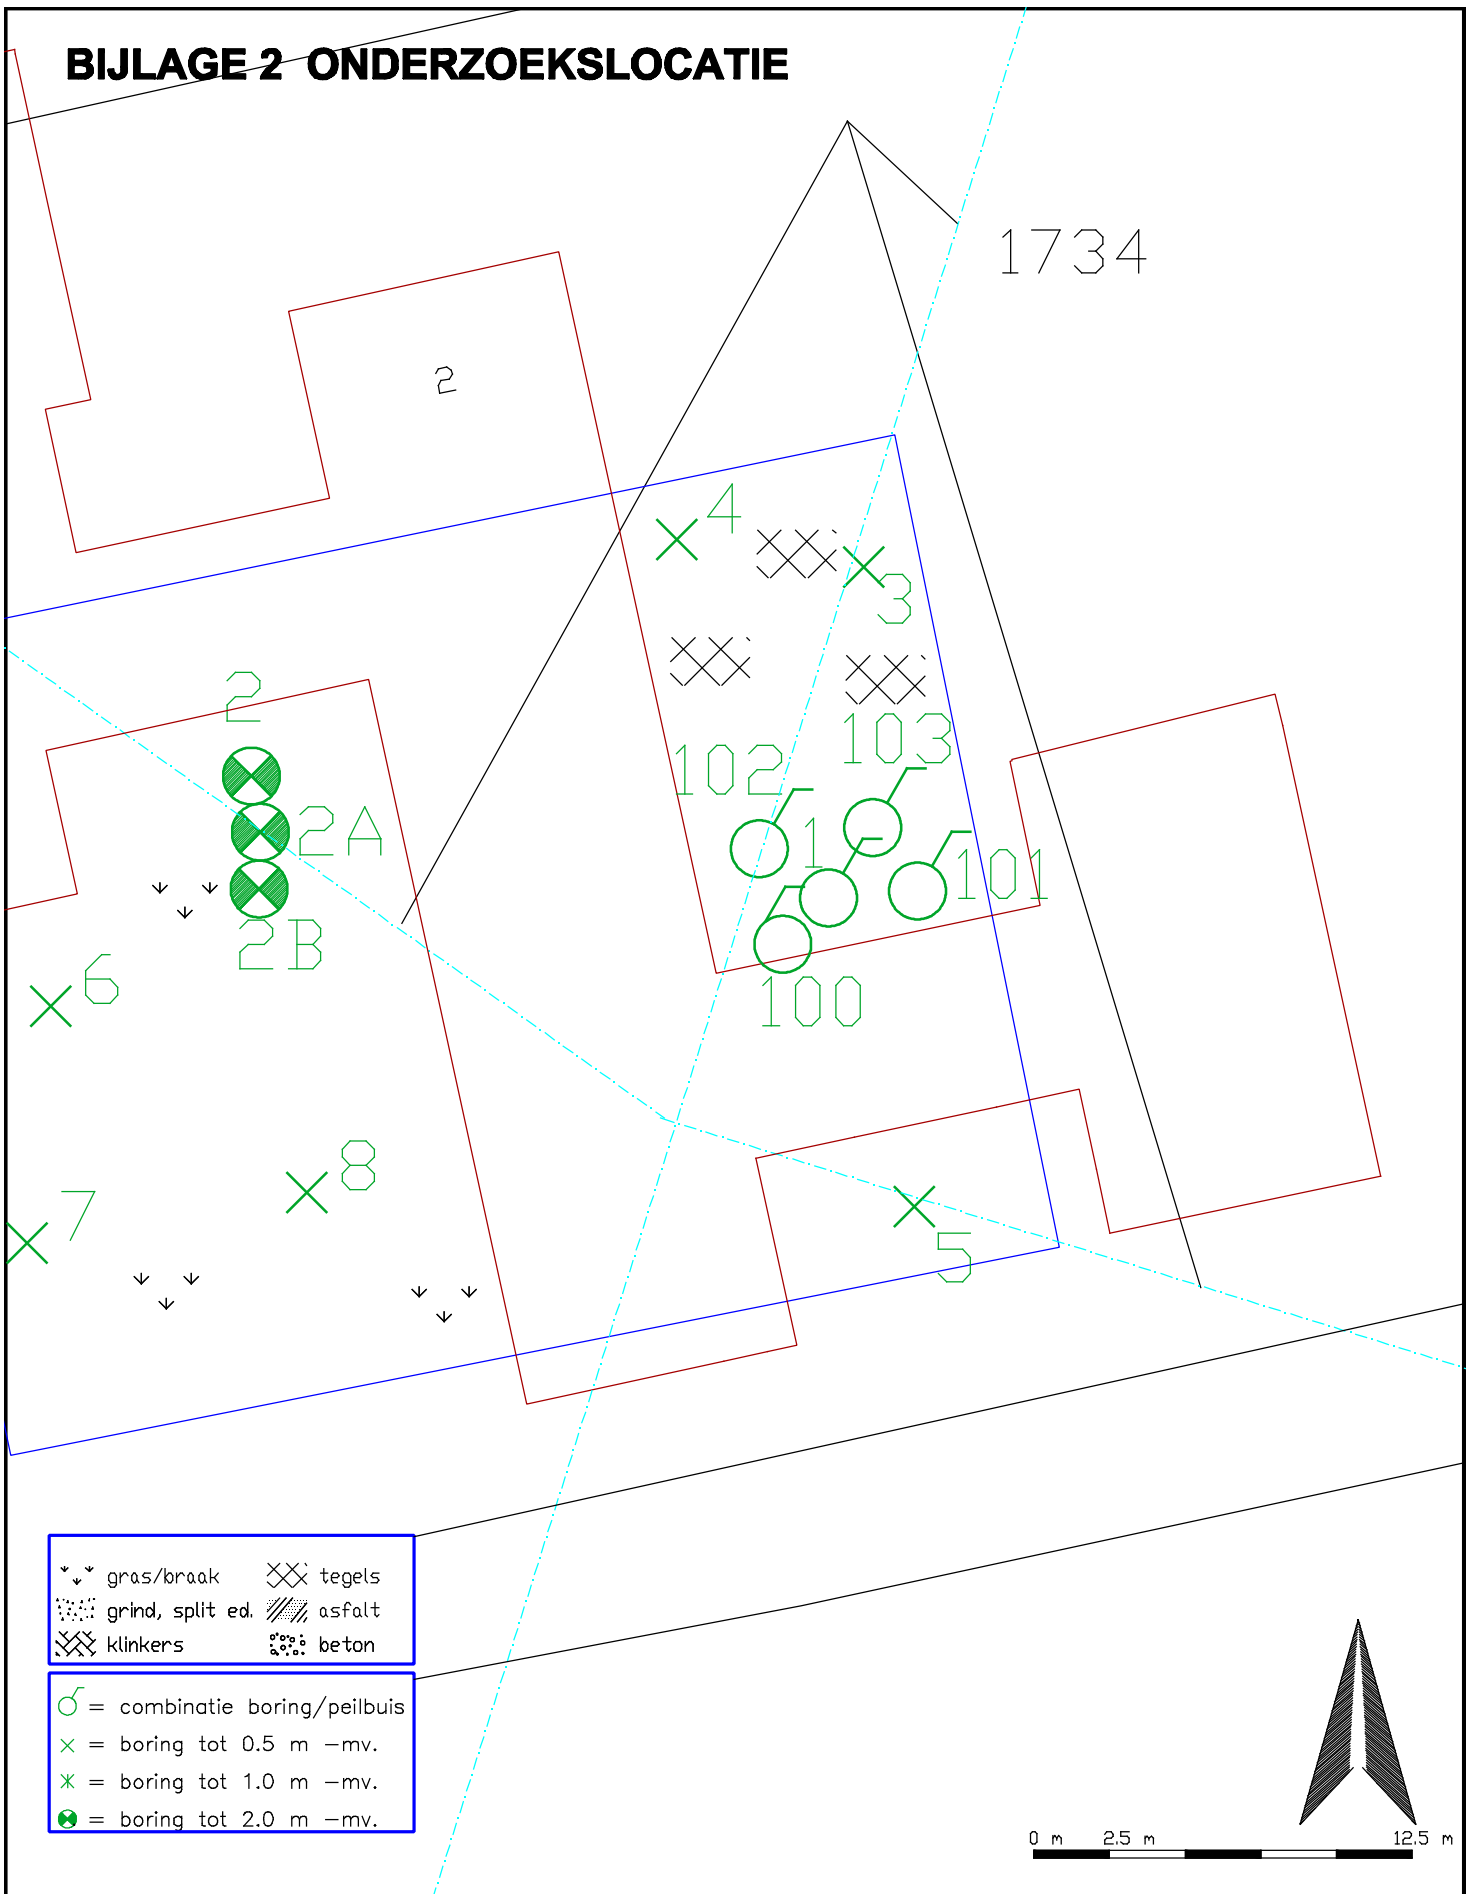 BIJLAGE 2 ONDERZOEKSLOCATIE
1734
2
4
3
2
103
102
1
2A
101
2B
6
100
8
7
5
gras/braak
tegels
grind, split ed.
asfalt
klinkers
beton
= combinatie boring/peilbuis
= boring tot 0.5 m -mv.
= boring tot 1.0 m -mv.
= boring tot 2.0 m -mv.
0 m 2.5 m 12.5 m